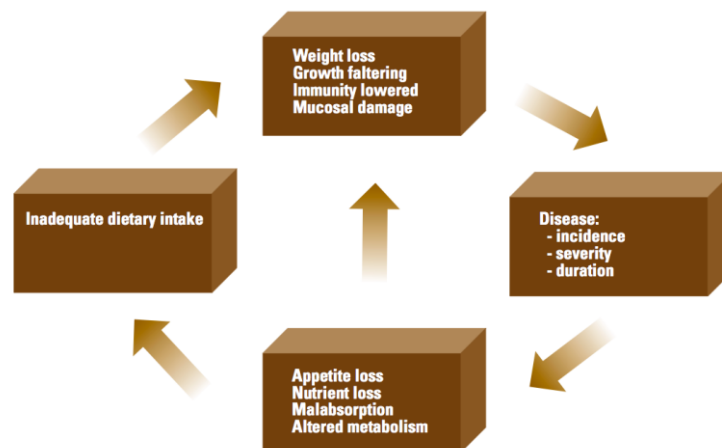 Weight loss
Growth faltering
Immunity lowered
Mucosal damage
Inadequate dietary intake
Disease:
- incidence
- severity
- duration
Appetite loss
Nutrient loss
Malabsorption
Altered metabolism